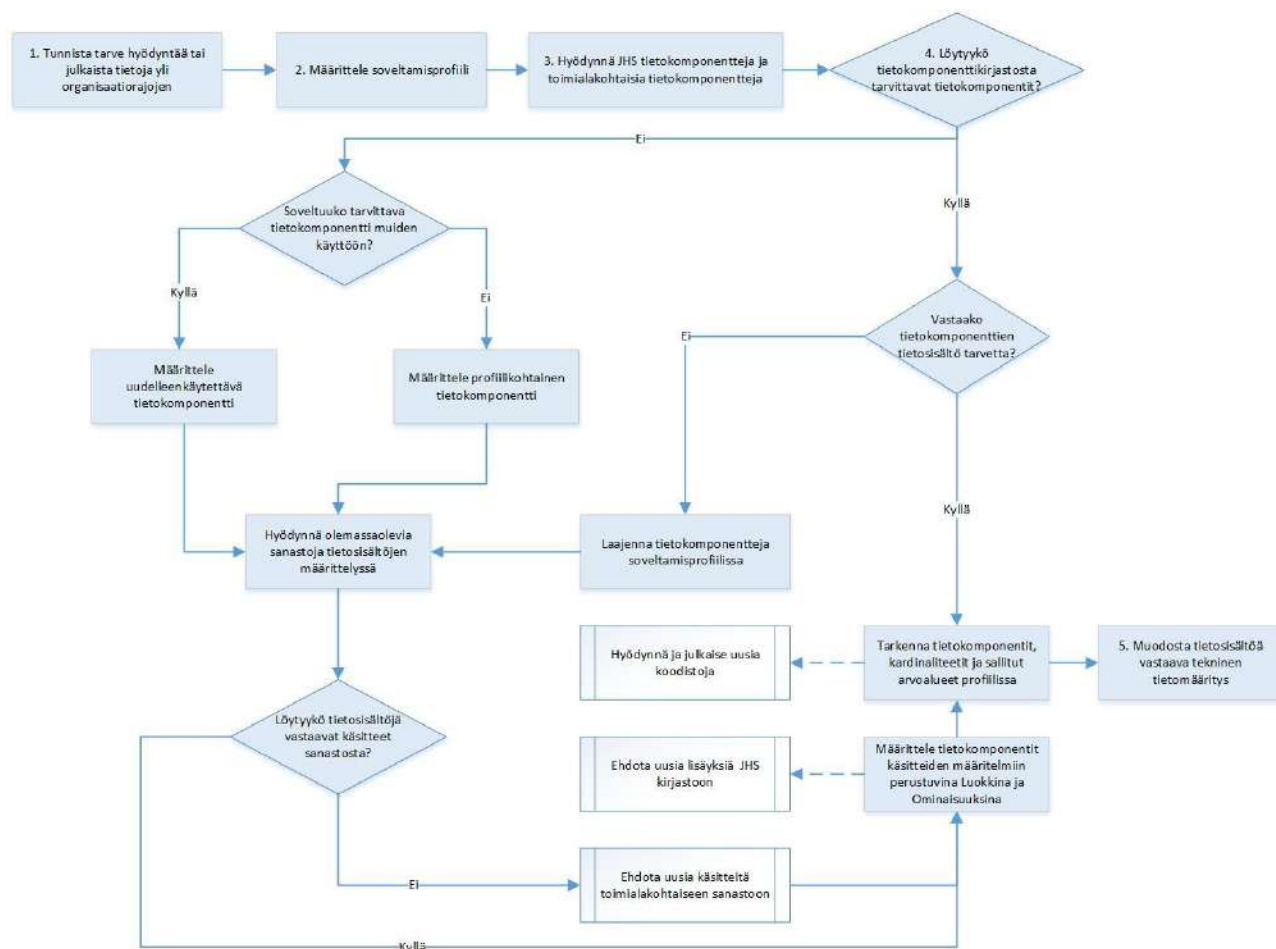 1. Tunnista tarve hyödyntää tai
julkaista tietoja yli
organisaatiorajojen
2. Määrittele soveltamisprofiili
3. Hyödynnä JHS tietokomponentteja ja
toimialakohtaisia tietokomponentteja
4. Löytyykö
tietokomponenttikirjastosta
tarvittavat tietokomponentit?
Ei
Kyllä
Soveltuuko tarvittava
tietokomponentti muiden
käyttöön?
Kyllä
Ei
Vastaako
tietokomponenttien
tietosisältö tarvetta?
Ei
Kyllä
Määrittele
uudelleenkäytettävä
tietokomponentti
Määrittele profiilikohtainen
tietokomponentti
Hyödynnä olemassaolevia
sanastoja tietosisältöjen
määrittelyssä
Laajenna tietokomponentteja
soveltamisprofiilissa
Hyödynnä ja julkaise uusia
koodistoja
Tarkenna tietokomponentit,
kardinaliteetit ja sallitut
arvoalueet profiilissa
5. Muodosta tietosisältöä
vastaava tekninen
tietomääritys
Löytyykö tietosisältöjä
vastaavat käsitteet
sanastosta?
Ehdota uusia lisäyksiä JHS
kirjastoon
Määrittele tietokomponentit
käsitteiden määritelmiin
perustuvina Luokkina ja
Ominaisuuksina
Ei
Ehdota uusia käsitteitä
toimialakohtaiseen sanastoon
Kyllä